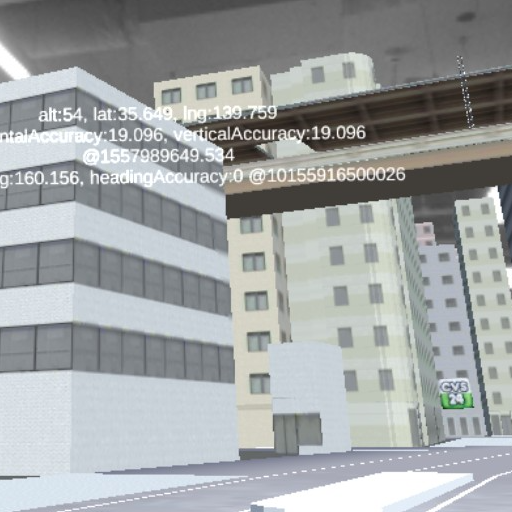 alt:54, lat:35.649, lng:139.759
ntalAccuracy:19.096, verticalAccuracy:19.096
@1557989649.534
g:160.156, headingAccuracy:0 @10155916500026
CVS
24